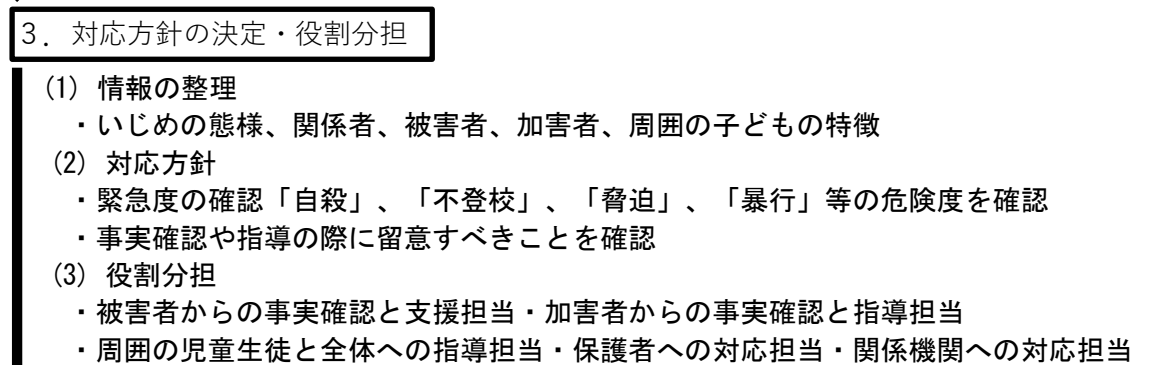 ３．対応方針の決定・役割分担
(1) 情報の整理
・いじめの態様、関係者、被害者、加害者、周囲の子どもの特徴
(2) 対応方針
・緊急度の確認「自殺」、「不登校」、「脅迫」、「暴行」等の危険度を確認
・事実確認や指導の際に留意すべきことを確認
(3) 役割分担
・被害者からの事実確認と支援担当・加害者からの事実確認と指導担当
・周囲の児童生徒と全体への指導担当・保護者への対応担当・関係機関への対応担当